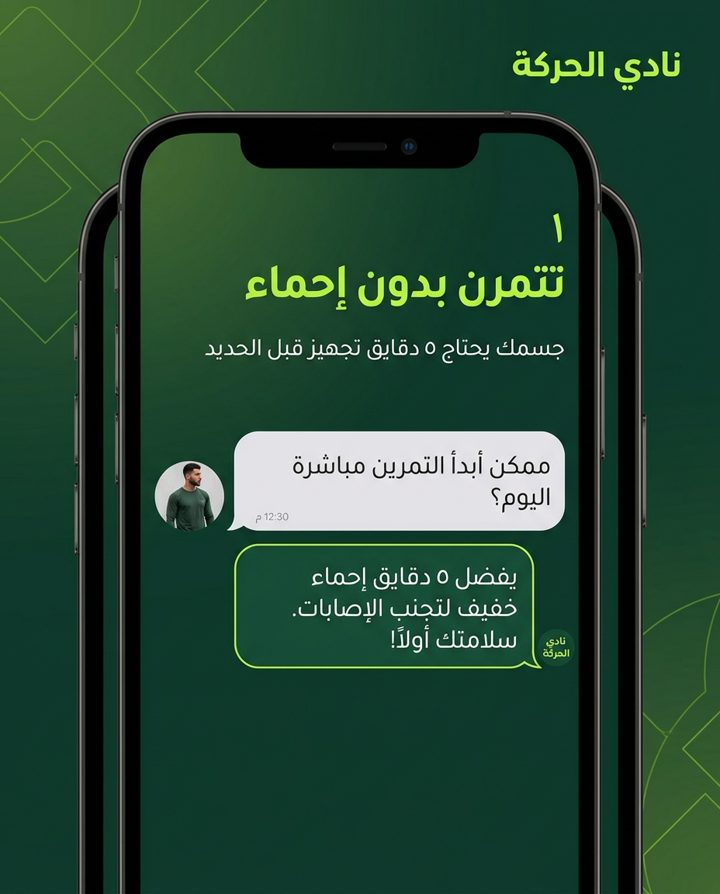 نادي الحركة
١
تتمرن بدون إحماء
جسمك يحتاج ٥ دقايق تجهيز قبل الحديد
ممكن أبدأ التمرين مباشرة
اليوم؟
12:30 م
يفضل ٥ دقايق إحماء
خفيف لتجنب الإصابات.
سلامتك أولاً!
نادي
الحركة